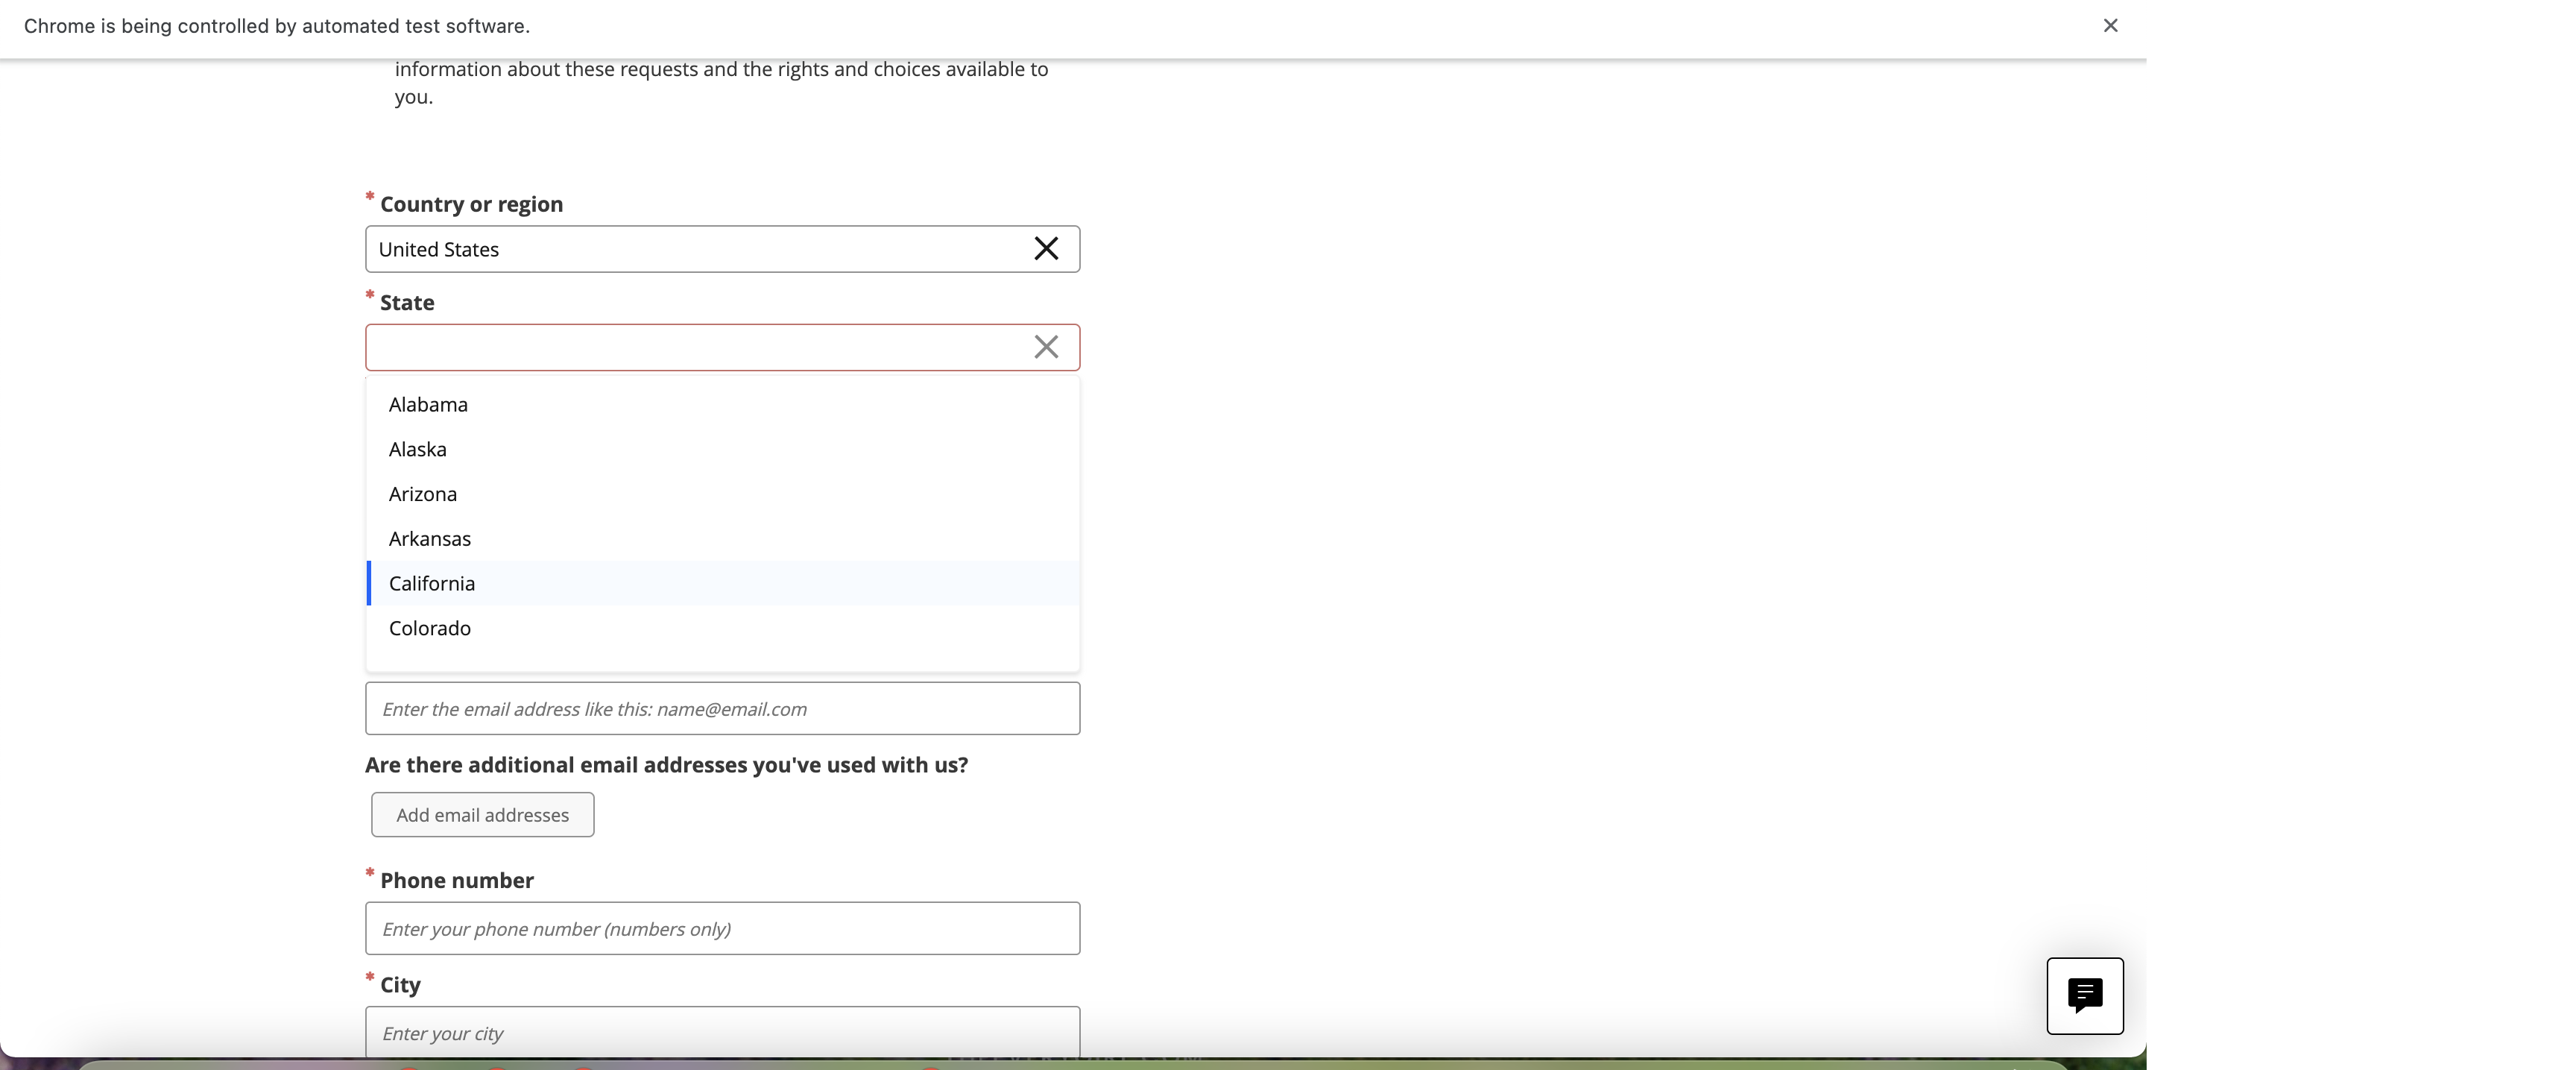 Chrome is being controlled by automated test software.
information about these requests and the rights and choices available to
you.
* Country or region
United States
* State
Alabama
Alaska
Arizona
Arkansas
California
Colorado
Enter the email address like this: name@email.com
Are there additional email addresses you've used with us?
Add email addresses
* Phone number
Enter your phone number (numbers only)
* City
Enter your city